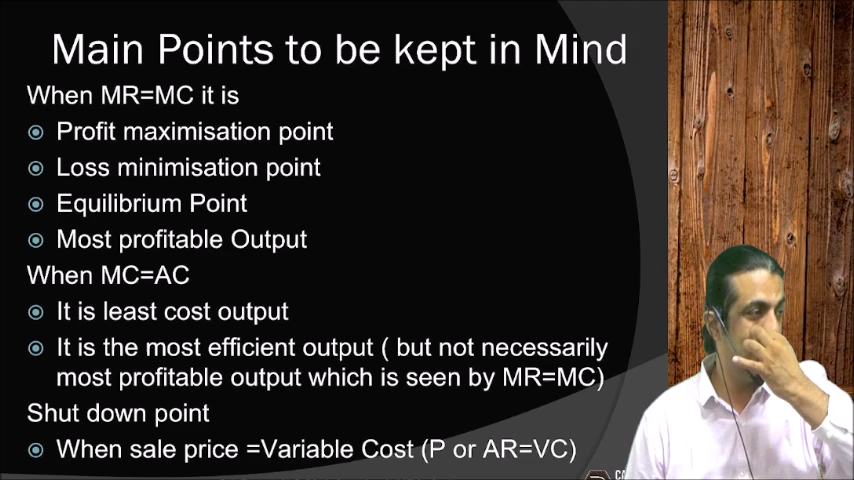 Main Points to be kept in Mind
When MR=MC it is
Profit maximisation point
Loss minimisation point
Equilibrium Point
Most profitable Output
When MC=AC
It is least cost output
It is the most efficient output ( but not necessarily
most profitable output which is seen by MR=MC)
Shut down point
When sale price =Variable Cost (P or AR=VC)